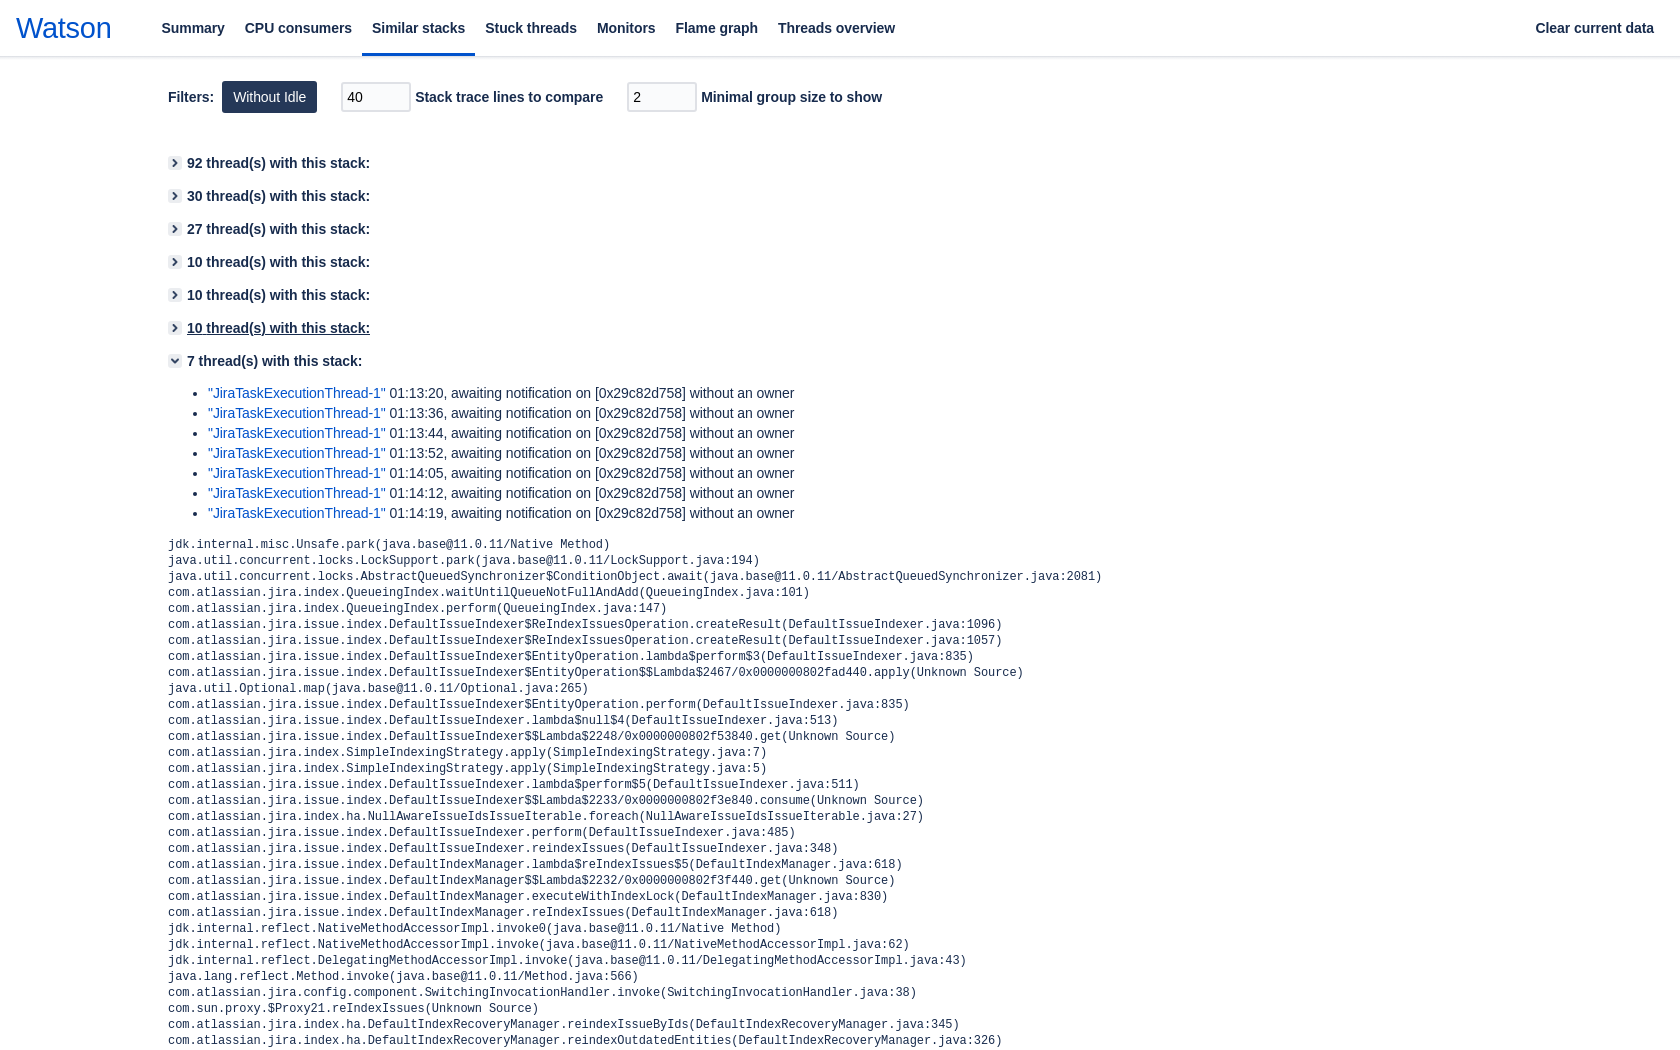 Watson Summary CPU consumers Similar stacks Stuck threads Monitors Flame graph Threads overview Clear current data
Filters: Without Idle 40 Stack trace lines to compare 2 Minimal group size to show
92 thread(s) with this stack:
30 thread(s) with this stack:
27 thread(s) with this stack:
10 thread(s) with this stack:
10 thread(s) with this stack:
10 thread(s) with this stack:
7 thread(s) with this stack:
• "JiraTaskExecutionThread-1" 01:13:20, awaiting notification on [0x29c82d758] without an owner
• "JiraTaskExecutionThread-1" 01:13:36, awaiting notification on [0x29c82d758] without an owner
• "JiraTaskExecutionThread-1" 01:13:44, awaiting notification on [0x29c82d758] without an owner
• "JiraTaskExecutionThread-1" 01:13:52, awaiting notification on [0x29c82d758] without an owner
• "JiraTaskExecutionThread-1" 01:14:05, awaiting notification on [0x29c82d758] without an owner
• "JiraTaskExecutionThread-1" 01:14:12, awaiting notification on [0x29c82d758] without an owner
• "JiraTaskExecutionThread-1" 01:14:19, awaiting notification on [0x29c82d758] without an owner
jdk.internal.misc.Unsafe.park(java.base@11.0.11/Native Method)
java.util.concurrent.locks.LockSupport.park(java.base@11.0.11/LockSupport.java:194)
java.util.concurrent.locks.AbstractQueuedSynchronizer$ConditionObject.await(java.base@11.0.11/AbstractQueuedSynchronizer.java:2081)
com.atlassian.jira.index.QueueingIndex.waitUntilQueueNotFullAndAdd(QueueingIndex.java:101)
com.atlassian.jira.index.QueueingIndex.perform(QueueingIndex.java:147)
com.atlassian.jira.issue.index.DefaultIssueIndexer$ReIndexIssuesOperation.createResult(DefaultIssueIndexer.java:1096)
com.atlassian.jira.issue.index.DefaultIssueIndexer$ReIndexIssuesOperation.createResult(DefaultIssueIndexer.java:1057)
com.atlassian.jira.issue.index.DefaultIssueIndexer$EntityOperation.lambda$perform$3(DefaultIssueIndexer.java:835)
com.atlassian.jira.issue.index.DefaultIssueIndexer$EntityOperation$$Lambda$2467/0x0000000802fad440.apply(Unknown Source)
java.util.Optional.map(java.base@11.0.11/Optional.java:265)
com.atlassian.jira.issue.index.DefaultIssueIndexer$EntityOperation.perform(DefaultIssueIndexer.java:835)
com.atlassian.jira.issue.index.DefaultIssueIndexer.lambda$null$4(DefaultIssueIndexer.java:513)
com.atlassian.jira.issue.index.DefaultIssueIndexer$$Lambda$2248/0x0000000802f53840.get(Unknown Source)
com.atlassian.jira.index.SimpleIndexingStrategy.apply(SimpleIndexingStrategy.java:7)
com.atlassian.jira.index.SimpleIndexingStrategy.apply(SimpleIndexingStrategy.java:5)
com.atlassian.jira.issue.index.DefaultIssueIndexer.lambda$perform$5(DefaultIssueIndexer.java:511)
com.atlassian.jira.issue.index.DefaultIssueIndexer$$Lambda$2233/0x0000000802f3e840.consume(Unknown Source)
com.atlassian.jira.index.ha.NullAwareIssueIdsIssueIterable.foreach(NullAwareIssueIdsIssueIterable.java:27)
com.atlassian.jira.issue.index.DefaultIssueIndexer.perform(DefaultIssueIndexer.java:485)
com.atlassian.jira.issue.index.DefaultIssueIndexer.reindexIssues(DefaultIssueIndexer.java:348)
com.atlassian.jira.issue.index.DefaultIndexManager.lambda$reIndexIssues$5(DefaultIndexManager.java:618)
com.atlassian.jira.issue.index.DefaultIndexManager$$Lambda$2232/0x0000000802f3f440.get(Unknown Source)
com.atlassian.jira.issue.index.DefaultIndexManager.executeWithIndexLock(DefaultIndexManager.java:830)
com.atlassian.jira.issue.index.DefaultIndexManager.reIndexIssues(DefaultIndexManager.java:618)
jdk.internal.reflect.NativeMethodAccessorImpl.invoke0(java.base@11.0.11/Native Method)
jdk.internal.reflect.NativeMethodAccessorImpl.invoke(java.base@11.0.11/NativeMethodAccessorImpl.java:62)
jdk.internal.reflect.DelegatingMethodAccessorImpl.invoke(java.base@11.0.11/DelegatingMethodAccessorImpl.java:43)
java.lang.reflect.Method.invoke(java.base@11.0.11/Method.java:566)
com.atlassian.jira.config.component.SwitchingInvocationHandler.invoke(SwitchingInvocationHandler.java:38)
com.sun.proxy.$Proxy21.reIndexIssues(Unknown Source)
com.atlassian.jira.index.ha.DefaultIndexRecoveryManager.reindexIssueByIds(DefaultIndexRecoveryManager.java:345)
com.atlassian.jira.index.ha.DefaultIndexRecoveryManager.reindexOutdatedEntities(DefaultIndexRecoveryManager.java:326)